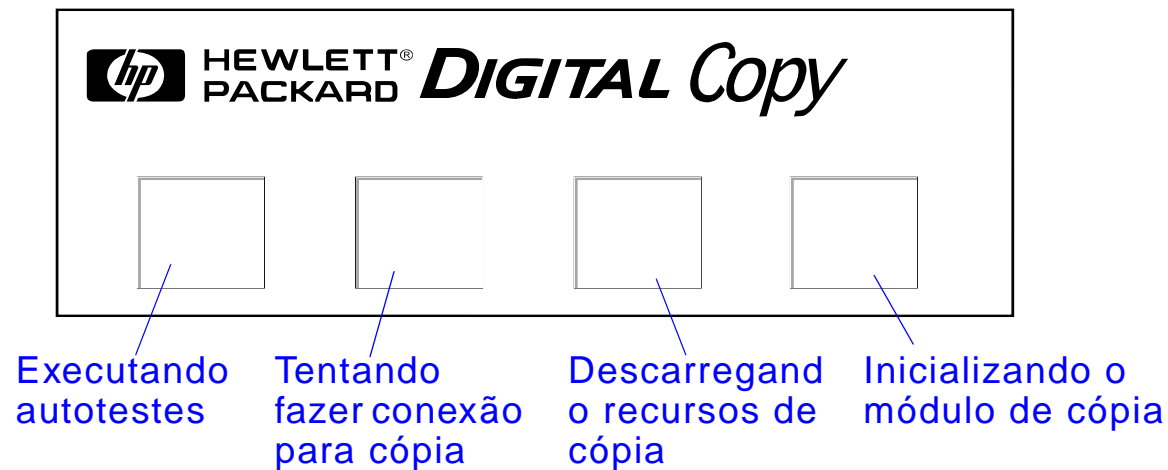 hp HEWLETT® PACKARD DIGITAL Copy
Executando
autotestes
Tentando
fazer conexão
para cópia
Descarregand
o recursos de
cópia
Inicializando o
módulo de cópia